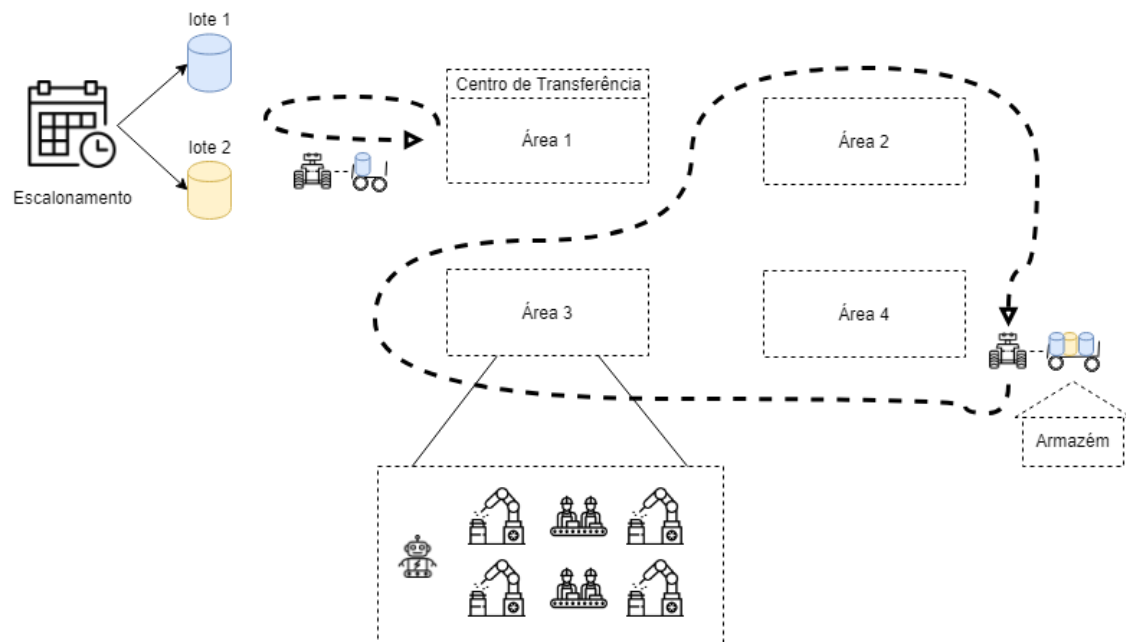 lote 1
lote 2
Escalonamento
Centro de Transferência
Área 1
Área 2
Área 3
Área 4
Armazém